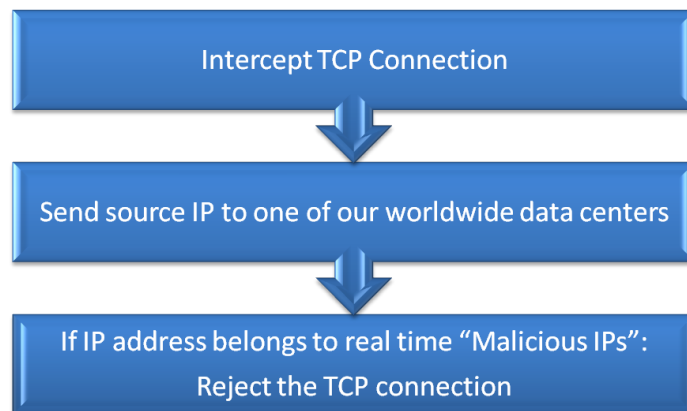 Intercept TCP Connection
Send source IP to one of our worldwide data centers
If IP address belongs to real time “Malicious IPs”:
Reject the TCP connection